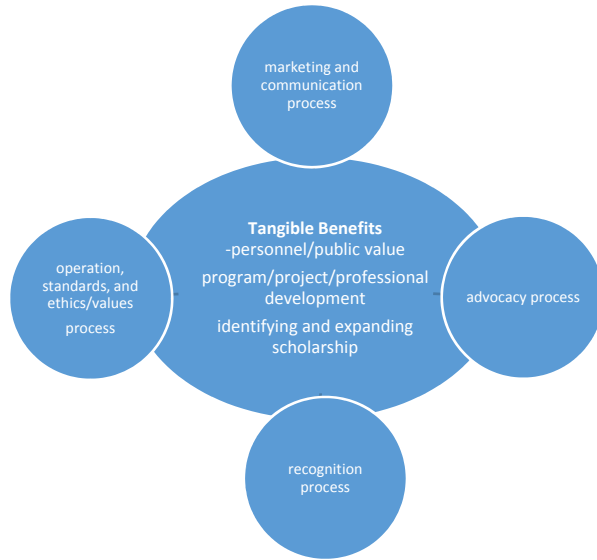 marketing and
communication
process
Tangible Benefits
-personnel/public value
program/project/professional
development
identifying and expanding
scholarship
operation,
standards, and
ethics/values
process
advocacy process
recognition
process